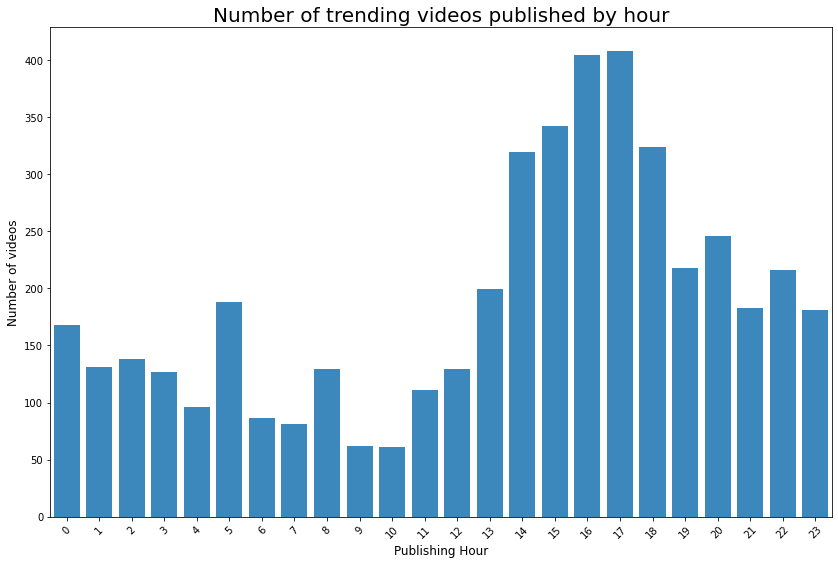 Number of trending videos published by hour
Number of videos
400
350
300
250
200
150
100
50
0
0 1 2 3 4 5 6 7 8 9 10 11 12 13 14 15 16 17 18 19 20 21 22 23
Publishing Hour